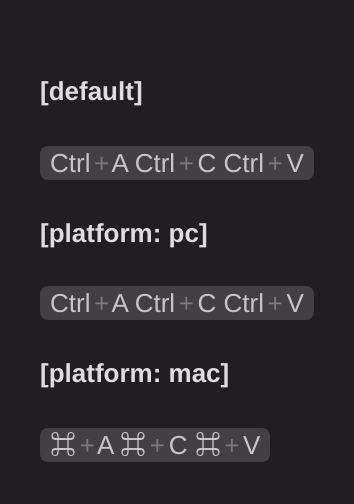 [default]
Ctrl+A Ctrl+C Ctrl+V
[platform: pc]
Ctrl+A Ctrl+C Ctrl+V
[platform: mac]
⌘+A ⌘+C ⌘+V